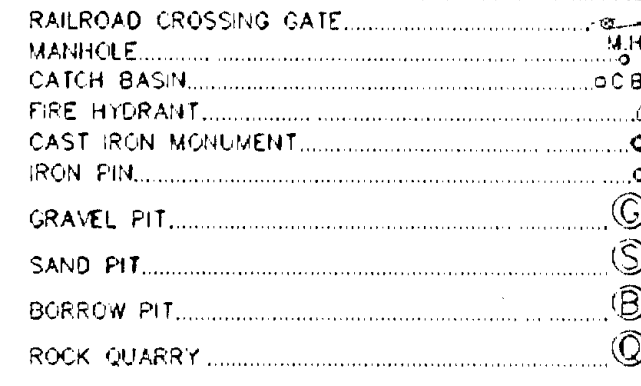 RAILROAD CROSSING GATE
MANHOLE M.H
CATCH BASIN C B
FIRE HYDRANT
CAST IRON MONUMENT
IRON PIN
GRAVEL PIT G
SAND PIT S
BORROW PIT B
ROCK QUARRY Q